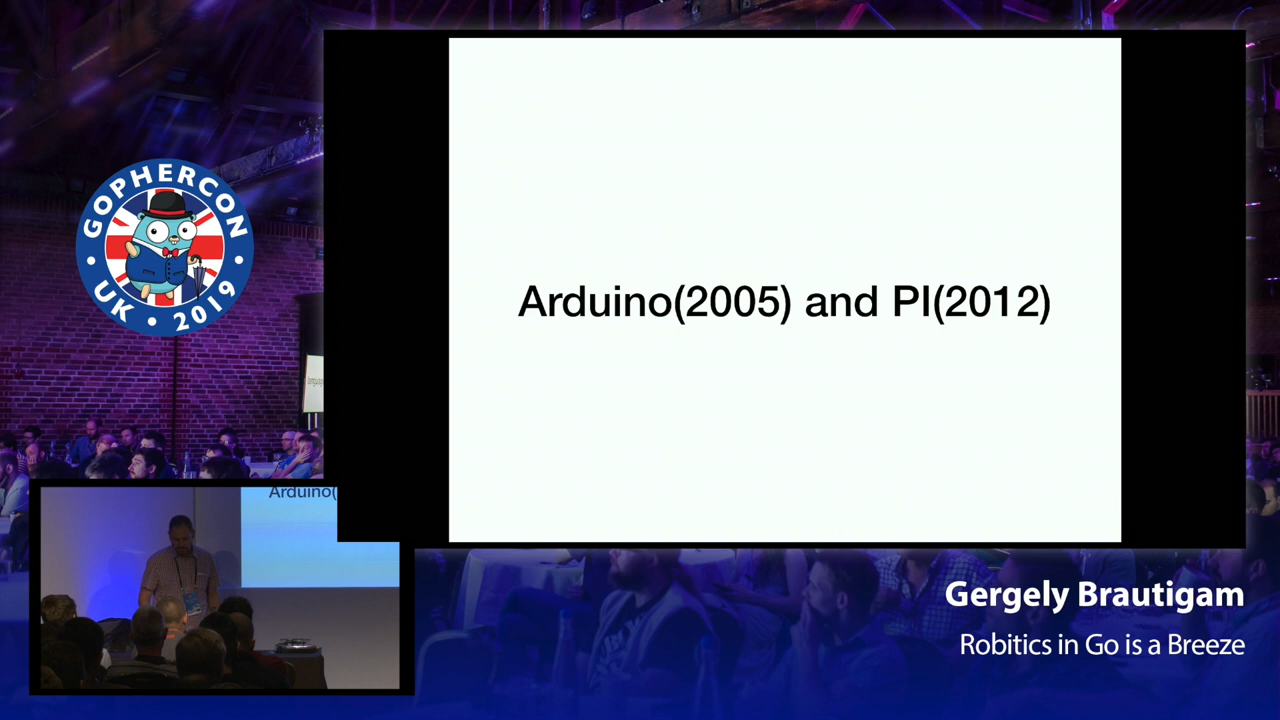 GOPHERCON
UK • 2019
Arduino(2005) and PI(2012)
Arduino(
Gergely Brautigam
Robitics in Go is a Breeze